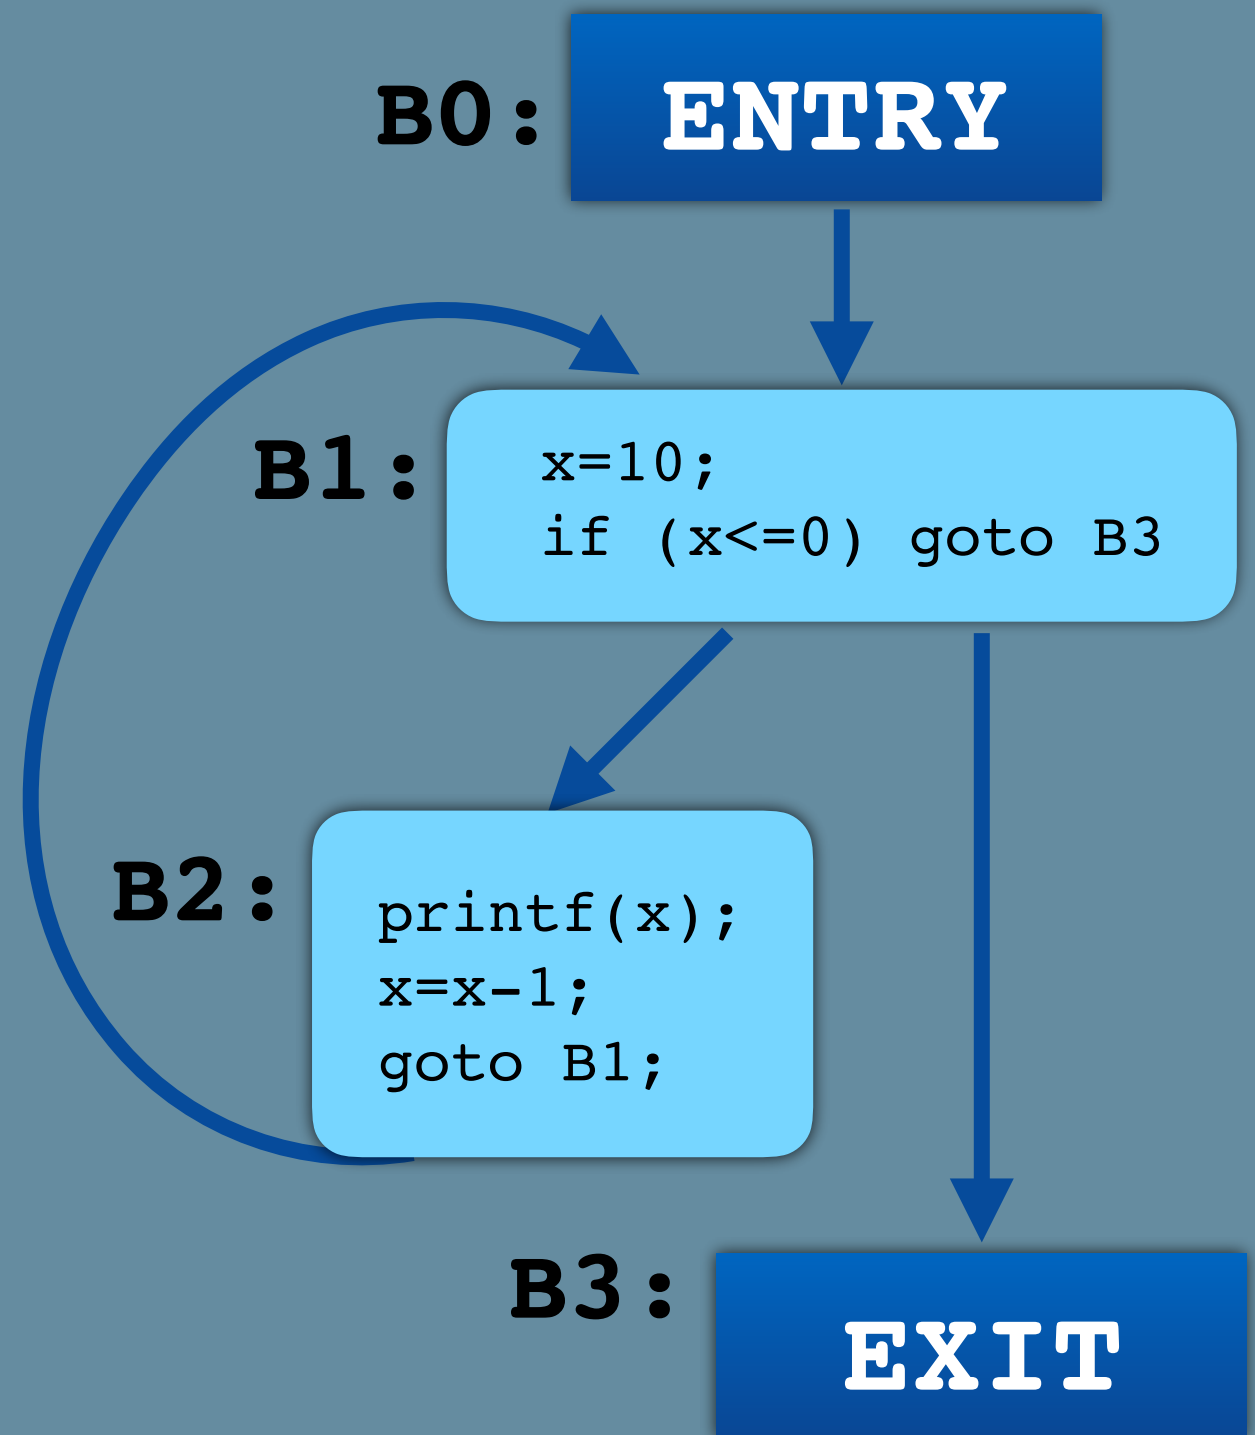 B0: ENTRY
B1:
x=10;
if (x<=0) goto B3
B2:
printf(x);
x=x-1;
goto B1;
B3: EXIT